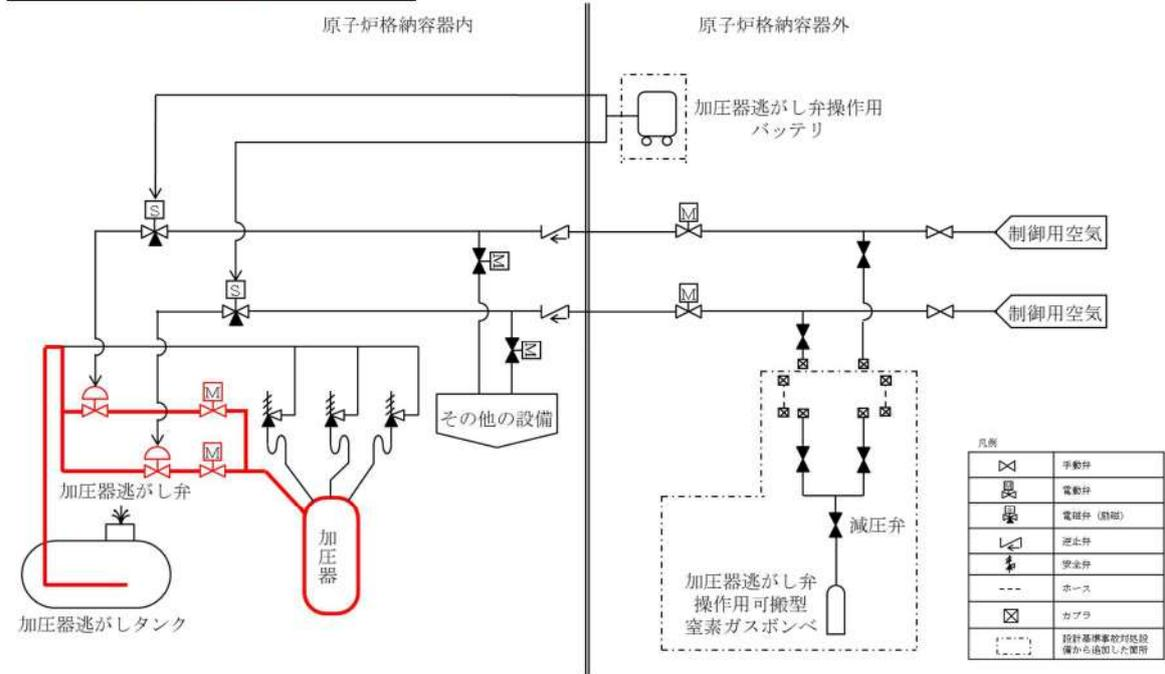 原子炉格納容器内
原子炉格納容器外
加圧器逃がし弁操作用
バッテリ
S
M
制御用空気
M
S
M
制御用空気
M
M
M
その他の設備
加圧器逃がし弁
加圧器
加圧器逃がしタンク
減圧弁
加圧器逃がし弁
操作用可搬型
窒素ガスボンベ
凡例
手動弁
電動弁
電磁弁（励磁）
逆止弁
安全弁
ホース
カプラ
設計基準事故対処設
備から追加した箇所